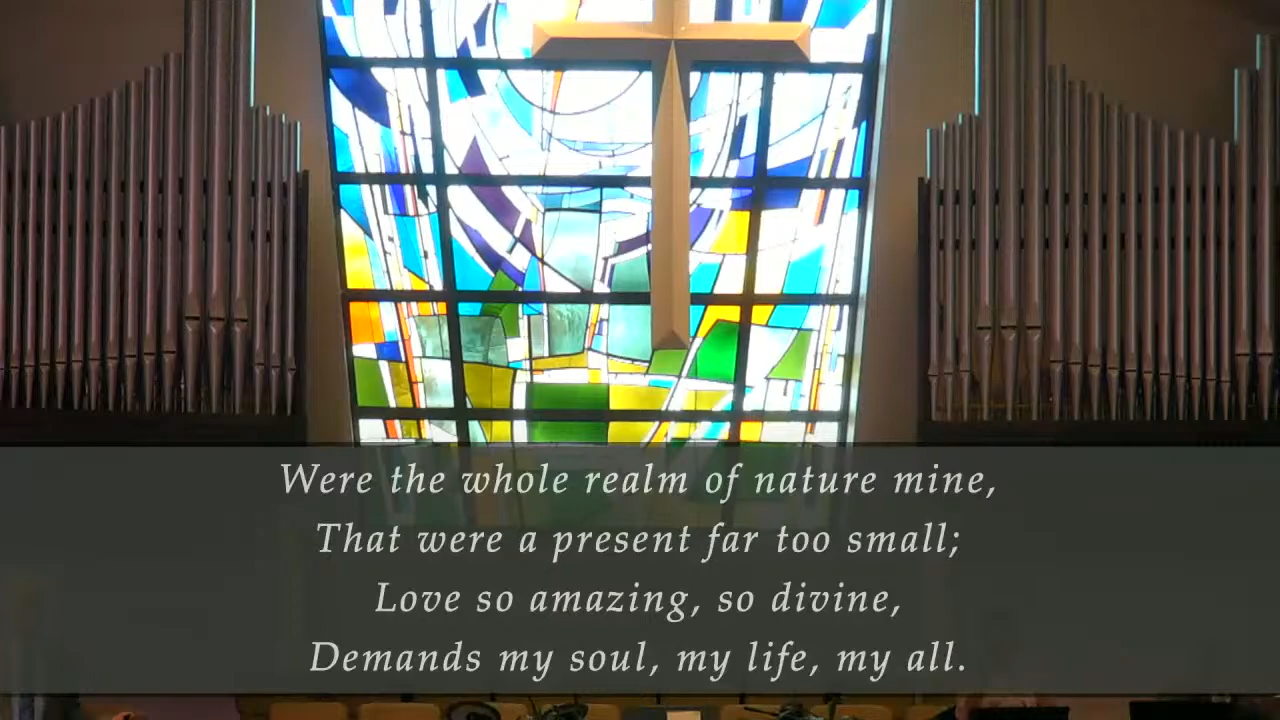 Were the whole realm of nature mine,
That were a present far too small;
Love so amazing, so divine,
Demands my soul, my life, my all.